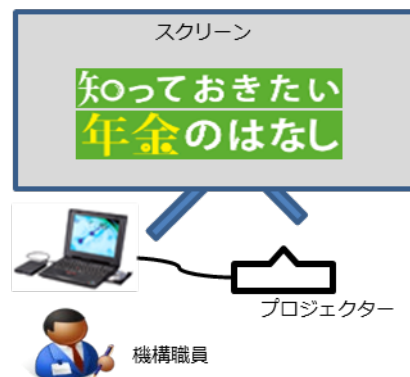 スクリーン
知っておきたい
年金のはなし
プロジェクター
機構職員